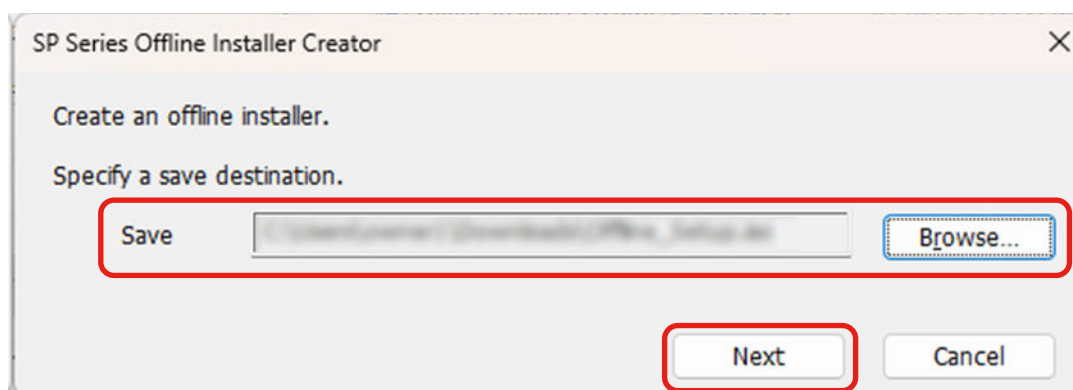 SP Series Offline Installer Creator
Create an offline installer.
Specify a save destination.
Save Browse...
Next Cancel